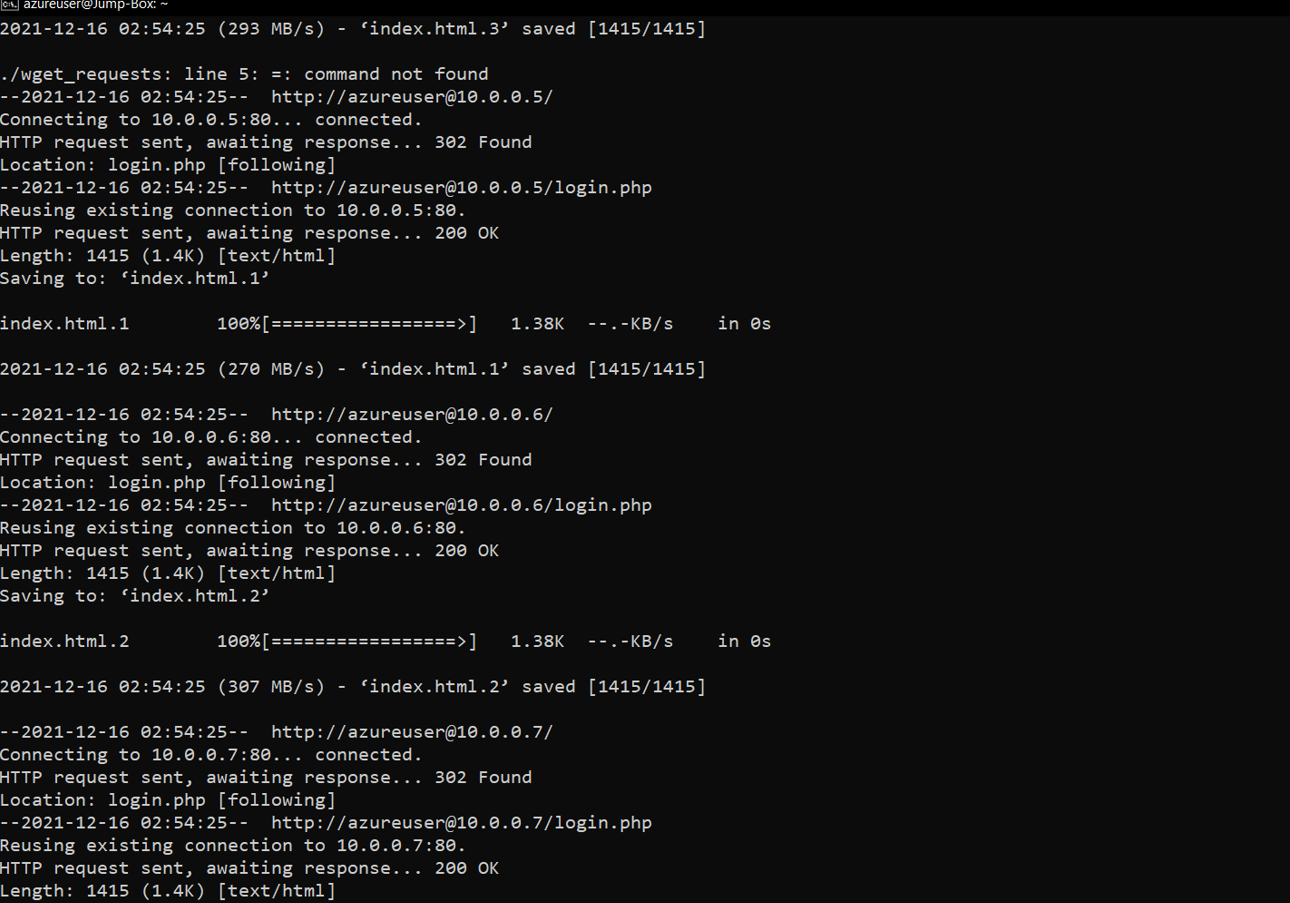 azureuser@Jump-Box: ~
2021-12-16 02:54:25 (293 MB/s) - ‘index.html.3’ saved [1415/1415]
./wget_requests: line 5: =: command not found
--2021-12-16 02:54:25--  http://azureuser@10.0.0.5/
Connecting to 10.0.0.5:80... connected.
HTTP request sent, awaiting response... 302 Found
Location: login.php [following]
--2021-12-16 02:54:25--  http://azureuser@10.0.0.5/login.php
Reusing existing connection to 10.0.0.5:80.
HTTP request sent, awaiting response... 200 OK
Length: 1415 (1.4K) [text/html]
Saving to: ‘index.html.1’
index.html.1        100%[=================>]   1.38K  --.-KB/s    in 0s
2021-12-16 02:54:25 (270 MB/s) - ‘index.html.1’ saved [1415/1415]
--2021-12-16 02:54:25--  http://azureuser@10.0.0.6/
Connecting to 10.0.0.6:80... connected.
HTTP request sent, awaiting response... 302 Found
Location: login.php [following]
--2021-12-16 02:54:25--  http://azureuser@10.0.0.6/login.php
Reusing existing connection to 10.0.0.6:80.
HTTP request sent, awaiting response... 200 OK
Length: 1415 (1.4K) [text/html]
Saving to: ‘index.html.2’
index.html.2        100%[=================>]   1.38K  --.-KB/s    in 0s
2021-12-16 02:54:25 (307 MB/s) - ‘index.html.2’ saved [1415/1415]
--2021-12-16 02:54:25--  http://azureuser@10.0.0.7/
Connecting to 10.0.0.7:80... connected.
HTTP request sent, awaiting response... 302 Found
Location: login.php [following]
--2021-12-16 02:54:25--  http://azureuser@10.0.0.7/login.php
Reusing existing connection to 10.0.0.7:80.
HTTP request sent, awaiting response... 200 OK
Length: 1415 (1.4K) [text/html]